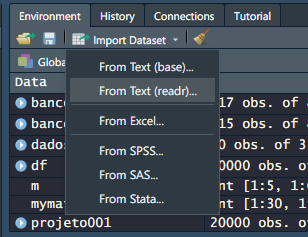 Environment History Connections Tutorial
Import Dataset
Globa
From Text (base)...
Data
From Text (readr)...
banco 17 obs. of
banco 15 obs. of
From Excel...
dados 0 obs. of 3
df 20000 obs. of
From SPSS...
m nt [1:5, 1:
From SAS...
myma nt [1:30, 1
From Stata...
projeto001 20000 obs. of